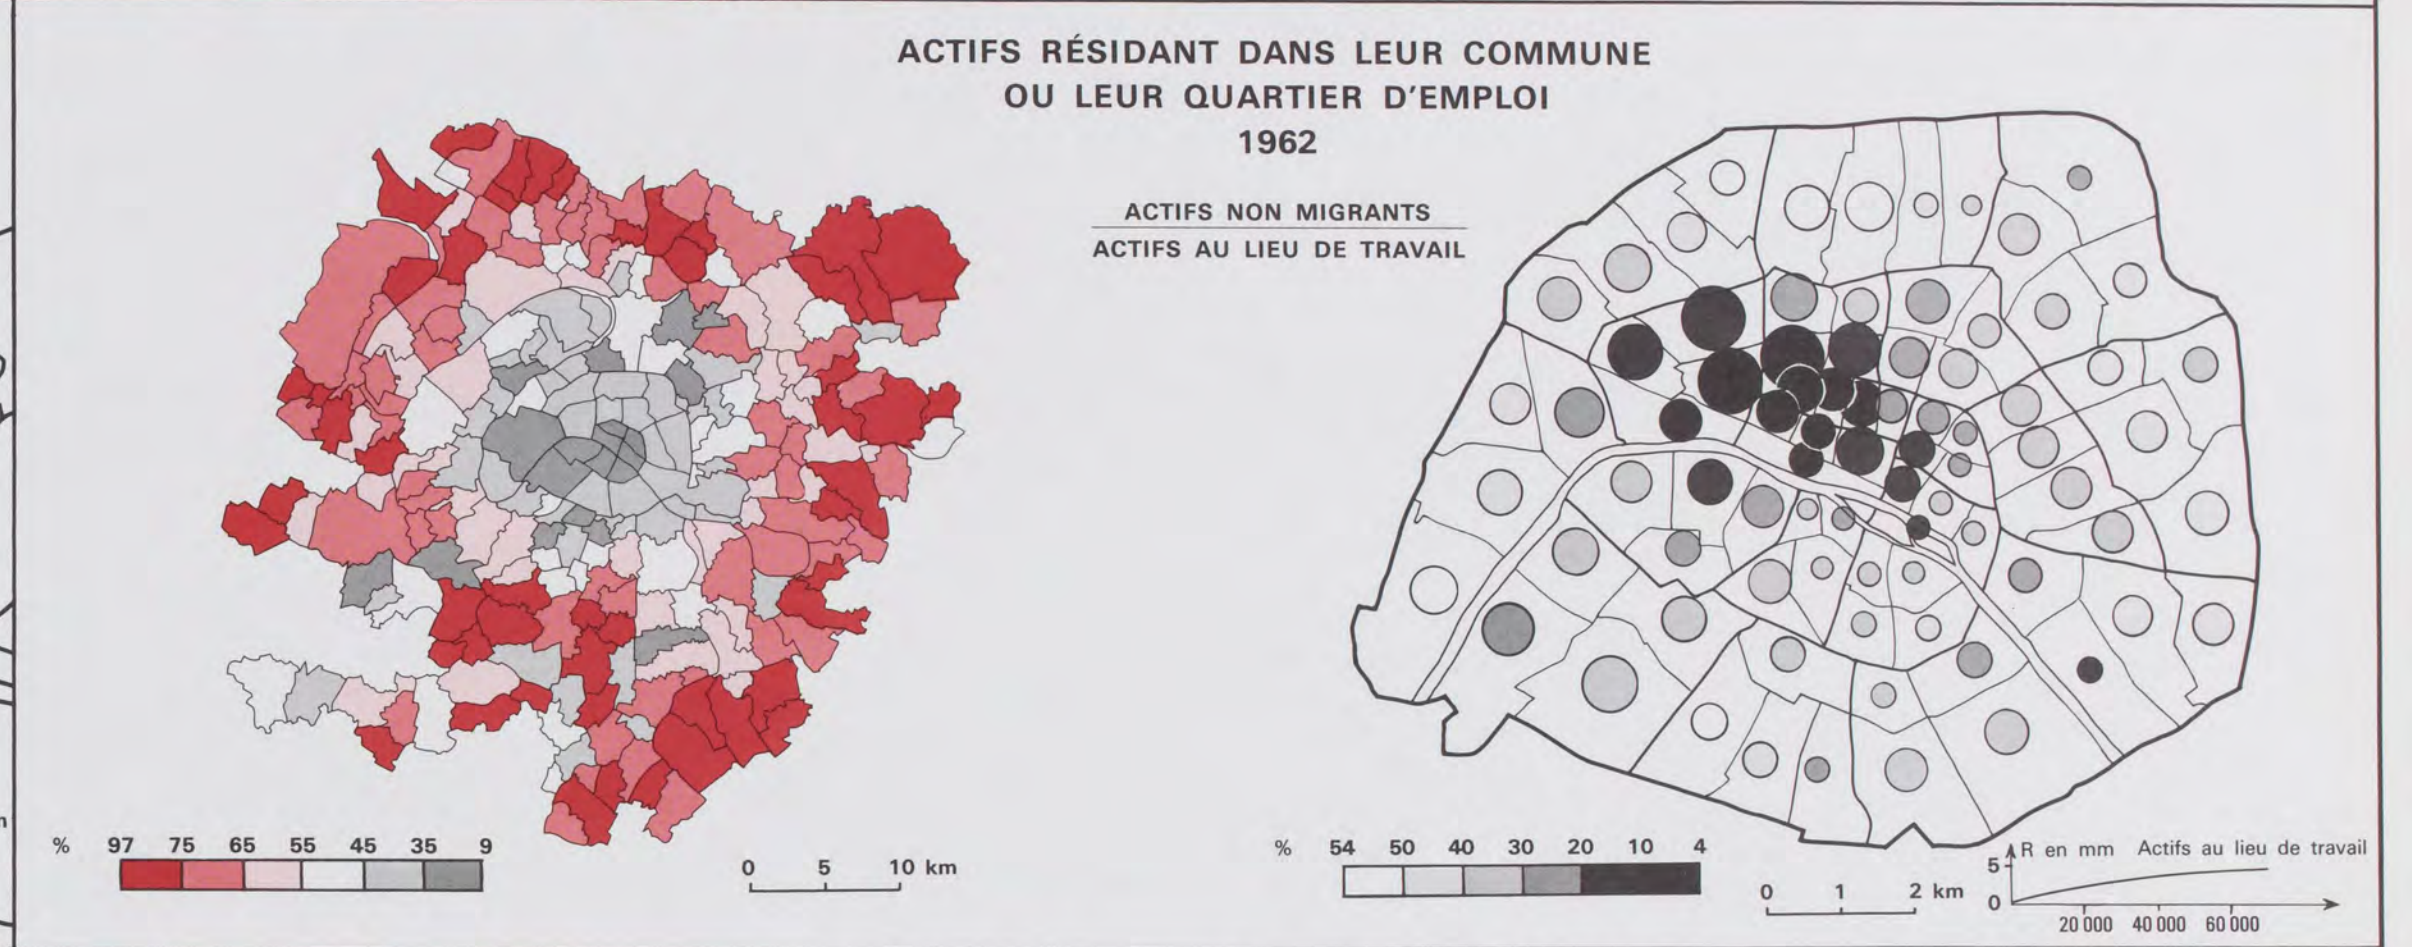 ACTIFS RÉSIDANT DANS LEUR COMMUNE
OU LEUR QUARTIER D'EMPLOI
1962
ACTIFS NON MIGRANTS
ACTIFS AU LIEU DE TRAVAIL
% 97 75 65 55 45 35 9
0 5 10 km
% 54 50 40 30 20 10 4
0 1 2 km
R en mm Actifs au lieu de travail
5
0
20 000 40 000 60 000